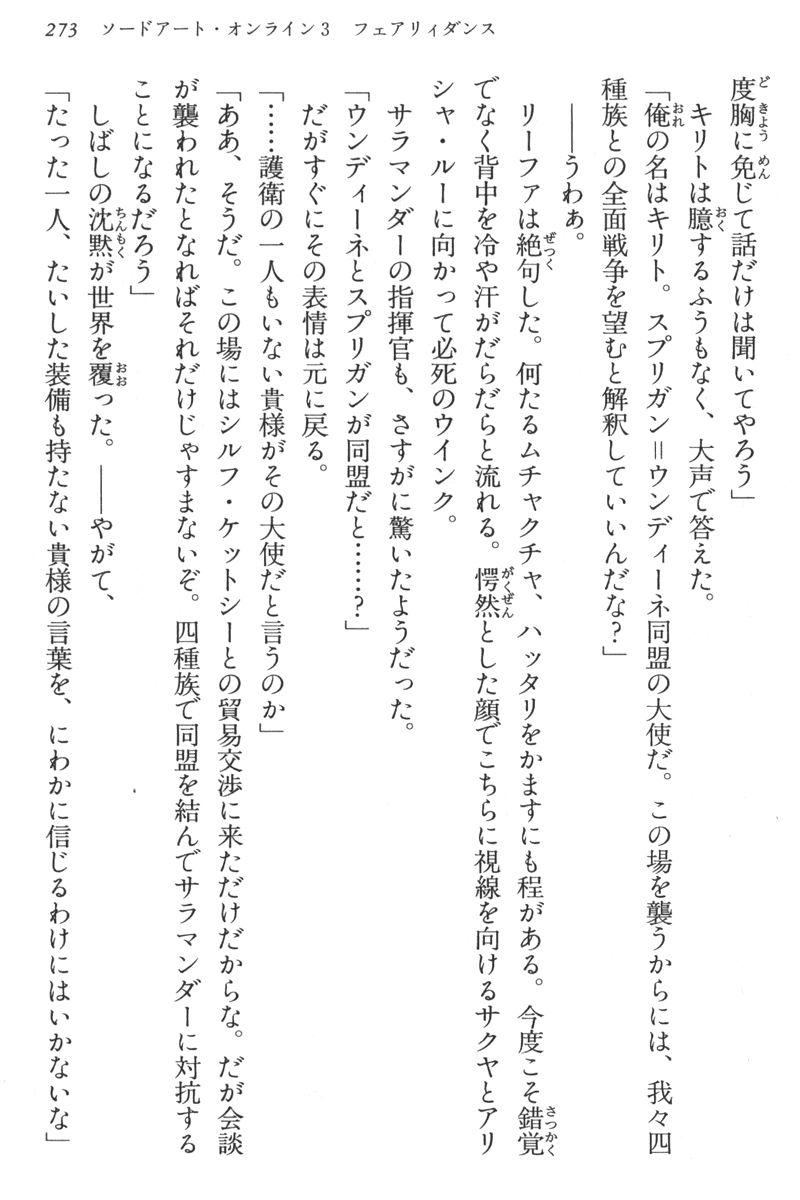 273 ソードアート・オンライン3 フェアリィダンス
度胸に免じて話だけは聞いてやろう」
キリトは臆するふうもなく、大声で答えた。
「俺の名はキリト。スプリガン＝ウンディーネ同盟の大使だ。この場を襲うからには、我々四
種族との全面戦争を望むと解釈していいんだな？」
――うわぁ。
リーファは絶句した。何たるムチャクチャ、ハッタリをかますにも程がある。今度こそ錯覚
でなく背中を冷や汗がだらだらと流れる。愕然とした顔でこちらに視線を向けるサクヤとアリ
シャ・ルーに向かって必死のウインク。
サラマンダーの指揮官も、さすがに驚いたようだった。
「ウンディーネとスプリガンが同盟だと……？」
だがすぐにその表情は元に戻る。
「……護衛の一人もいない貴様がその大使だと言うのか」
「ああ、そうだ。この場にはシルフ・ケットシーとの貿易交渉に来ただけだからな。だが会談
が襲われたとなればそれだけじゃすまないぞ。四種族で同盟を結んでサラマンダーに対抗する
ことになるだろう」
しばしの沈黙が世界を覆った。――やがて、
「たった一人、たいした装備も持たない貴様の言葉を、にわかに信じるわけにはいかないな」